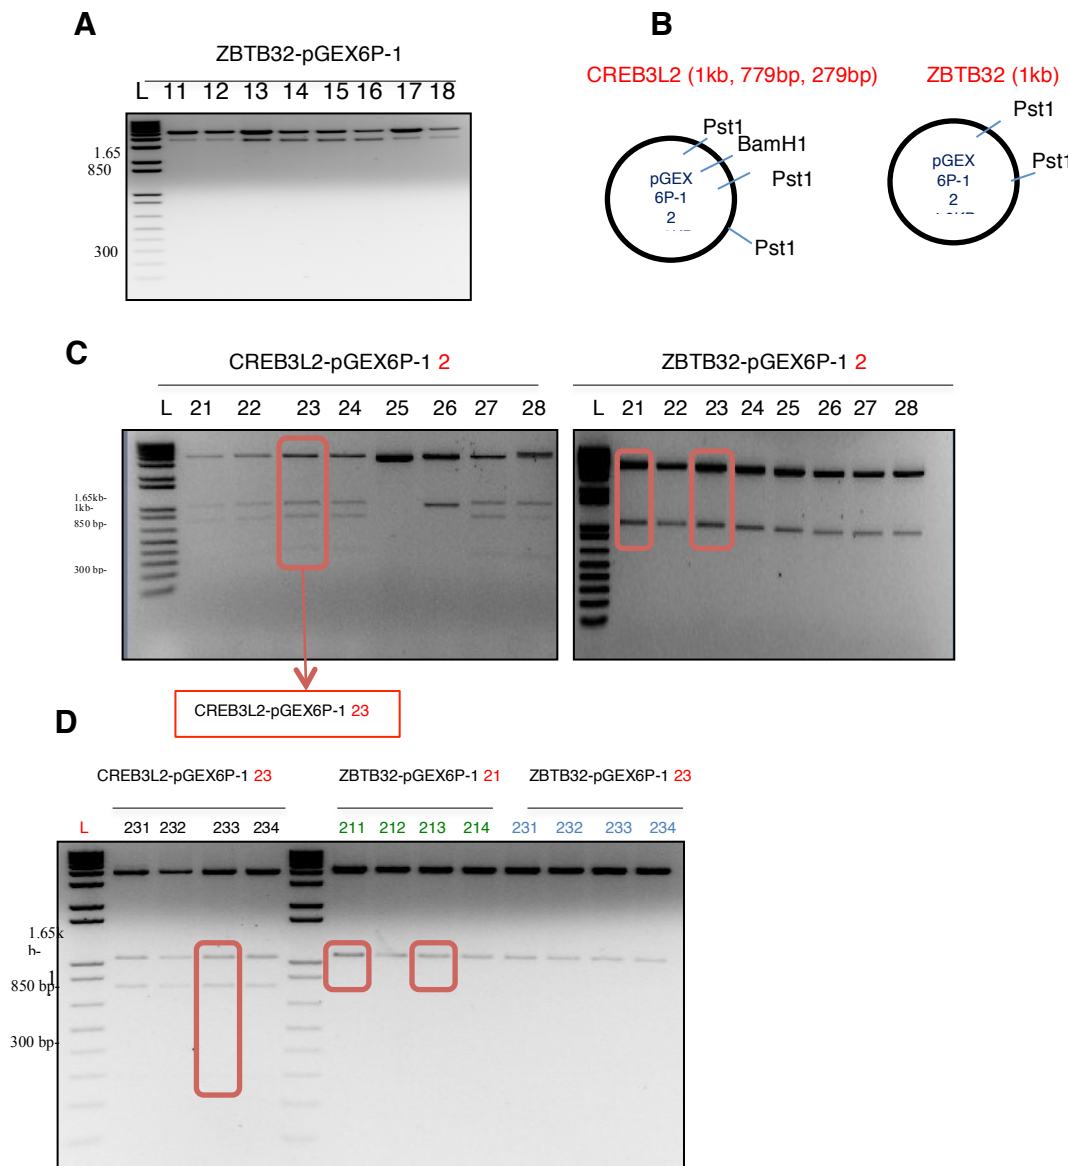 A
ZBTB32-pGEX6P-1
L 11 12 13 14 15 16 17 18
1.65
850
300
B
CREB3L2 (1kb, 779bp, 279bp)
Pst1
BamH1
Pst1
Pst1
pGEX
6P-1
2
ZBTB32 (1kb)
Pst1
Pst1
pGEX
6P-1
2
C
CREB3L2-pGEX6P-1 2
L 21 22 23 24 25 26 27 28
1.65kb-
1kb-
850 bp-
300 bp-
ZBTB32-pGEX6P-1 2
L 21 22 23 24 25 26 27 28
CREB3L2-pGEX6P-1 23
D
CREB3L2-pGEX6P-1 23
ZBTB32-pGEX6P-1 21
ZBTB32-pGEX6P-1 23
L 231 232 233 234 211 212 213 214 231 232 233 234
1.65k
b-
1
850 bp-
300 bp-